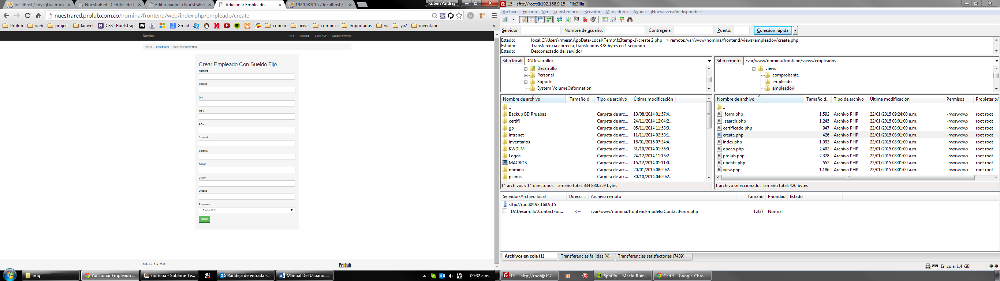 localhost / mysql wampse
NuestraRed | Certificado L
Editar página ‹ NuestraRed
Adicionar Empleado
192.168.9.15 / localhost / n
Ruben Andrey
nuestrared.prolub.com.co/nomina/frontend/web/index.php/empleado/create
Prolub
web
project
laravel
CSS · Bootstrap
Gmail
concur
neiva
compras
Importados
yii
yii2
inventarios
»
Nomina
Fijo
Variable
Subir PDF
Logout (nomina)
Inicio / Empleados / Adicionar Empleado
Crear Empleado Con Sueldo Fijo
Nombre
Cedula
Dia
Mes
Año
Contrato
Salario
Cargo
Clave
Ciudad
Empresa
Prolub S.A.
Crear
© Prolub S.A. 2015
Prolub
img
Adicionar Empleado ...
nomina - Sublime Te...
Bandeja de entrada -...
Manual Del Usuario....
09:32 a.m.
15 - sftp://root@192.168.9.15 - FileZilla
Archivo Edición Ver Transferencia Servidor Marcadores Ayuda ¡Nueva versión disponible!
Servidor:
Nombre de usuario:
Contraseña:
Puerto:
Conexión rápida
Estado: local:C:\Users\rmesa\AppData\Local\Temp\fz3temp-1\create 2.php => remote:/var/www/nomina/frontend/views/empleadov/create.php
Estado: Transferencia correcta, transferidos 378 bytes en 1 segundo
Estado: Desconectado del servidor
Sitio local: D:\Desarrollo\
Desarrollo
Personal
Soporte
System Volume Information
Nombre de archivo Tamaño d... Tipo de archivo Última modificación
..
Backup BD Pruebas Carpeta de arc... 13/08/2014 01:57:4...
certifi Carpeta de arc... 24/11/2014 12:04:2...
gp Carpeta de arc... 05/11/2014 11:53:3...
intranet Carpeta de arc... 11/11/2014 02:53:1...
inventarios Carpeta de arc... 16/01/2015 07:34:4...
KWDLM Carpeta de arc... 31/10/2014 01:55:0...
Logos Carpeta de arc... 24/12/2014 11:15:2...
MACROS Carpeta de arc... 15/12/2014 01:11:0...
nomina Carpeta de arc... 20/01/2015 08:29:2...
planos Carpeta de arc... 30/10/2014 04:20:2...
14 archivos y 14 directorios. Tamaño total: 334.830.359 bytes
Sitio remoto: /var/www/nomina/frontend/views/empleadov
views
comprobante
empleado
empleadov
Nombre de archivo Tamaño d... Tipo de archivo Última modificación Permisos Propietario/
..
_form.php 1.592 Archivo PHP 22/01/2015 09:24:00 a.m. -rwxrwxrwx root root
_search.php 1.245 Archivo PHP 22/01/2015 08:01:00 a.m. -rwxrwxrwx root root
certificado.php 947 Archivo PHP 22/01/2015 08:01:00 a.m. -rwxrwxrwx root root
create.php 426 Archivo PHP 22/01/2015 08:01:00 a.m. -rwxrwxrwx root root
index.php 1.093 Archivo PHP 22/01/2015 08:01:00 a.m. -rwxrwxrwx root root
opeco.php 2.402 Archivo PHP 22/01/2015 08:01:00 a.m. -rwxrwxrwx root root
prolub.php 2.328 Archivo PHP 22/01/2015 08:01:00 a.m. -rwxrwxrwx root root
update.php 552 Archivo PHP 22/01/2015 08:01:00 a.m. -rwxrwxrwx root root
view.php 1.186 Archivo PHP 22/01/2015 08:01:00 a.m. -rwxrwxrwx root root
1 archivo seleccionado. Tamaño total: 426 bytes
Servidor/Archivo local Direcci... Archivo remoto Tamaño Prioridad Estado
sftp://root@192.168.9.15
D:\Desarrollo\ContactFor... <-- /var/www/nomina/frontend/models/ContactForm.php 1.337 Normal
Archivos en cola (1)
Transferencias fallidas (4)
Transferencias satisfactorias (7409)
En cola: 1,4 KiB
15 - sftp://root@192...
Spotify - Maelo Ruiz...
Certif - Google Chro...